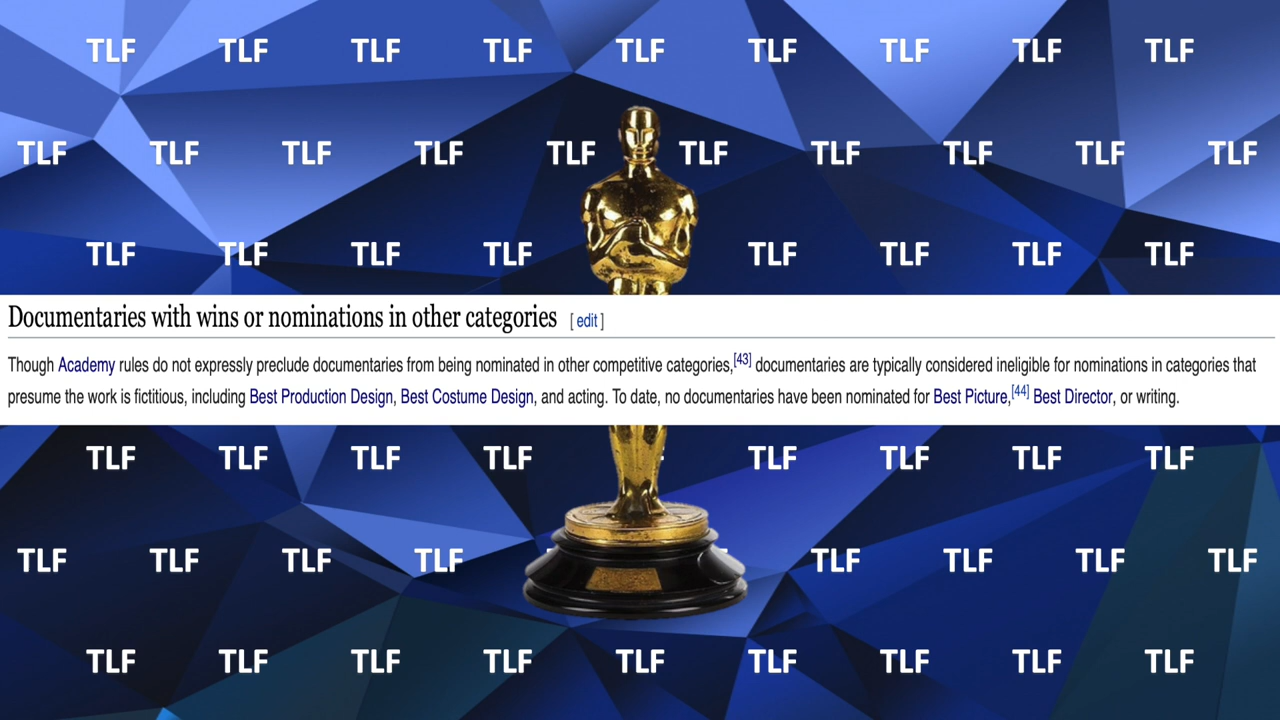 TLF TLF TLF TLF TLF TLF TLF TLF TLF
TLF TLF TLF TLF TLF TLF TLF TLF TLF TLF
TLF TLF TLF TLF TLF TLF TLF TLF
Documentaries with wins or nominations in other categories [ edit ]
Though Academy rules do not expressly preclude documentaries from being nominated in other competitive categories,[43] documentaries are typically considered ineligible for nominations in categories that
presume the work is fictitious, including Best Production Design, Best Costume Design, and acting. To date, no documentaries have been nominated for Best Picture,[44] Best Director, or writing.
TLF TLF TLF TLF TLF TLF TLF TLF
TLF TLF TLF TLF TLF TLF TLF TLF
TLF TLF TLF TLF TLF TLF TLF TLF TLF